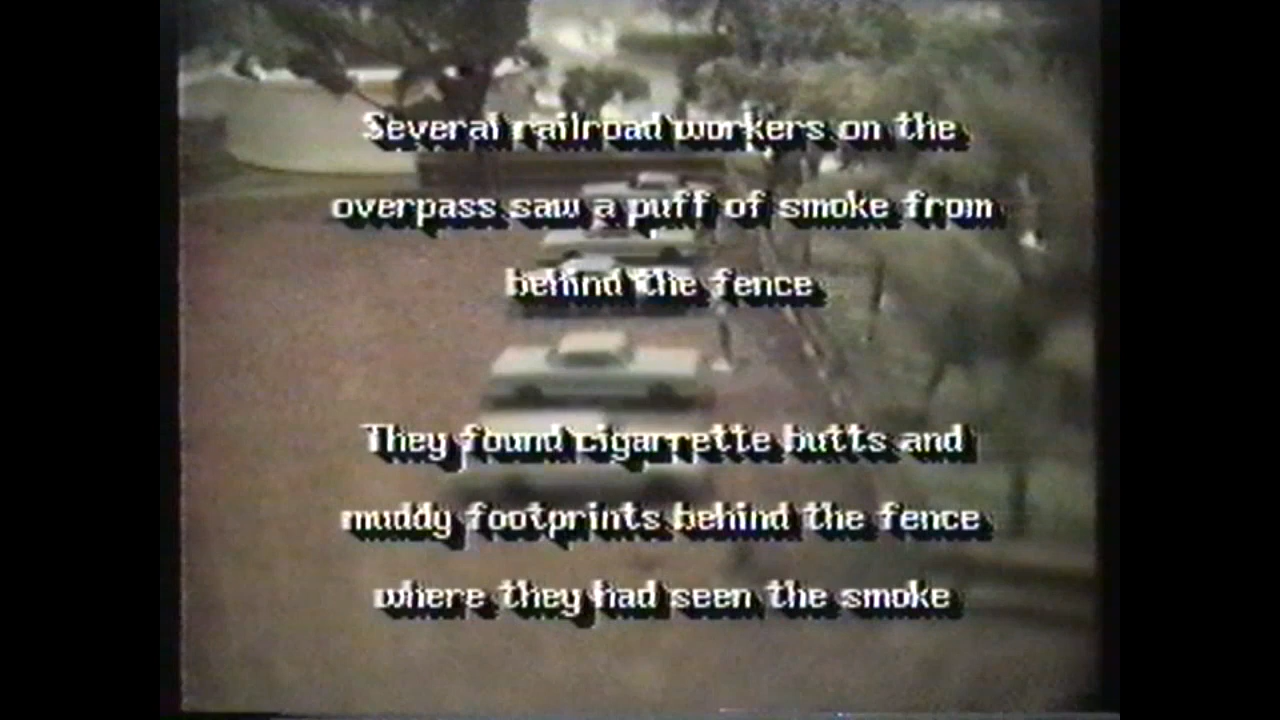 Several railroad workers on the
overpass saw a puff of smoke from
behind the fence
They found cigarrette butts and
muddy footprints behind the fence
where they had seen the smoke